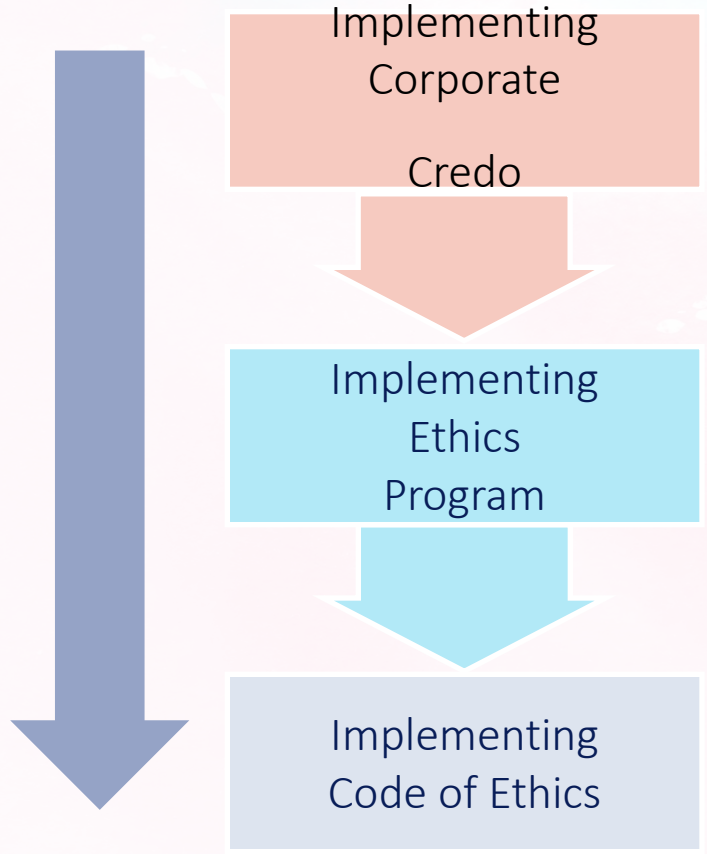 Implementing
Corporate
Credo
Implementing
Ethics
Program
Implementing
Code of Ethics